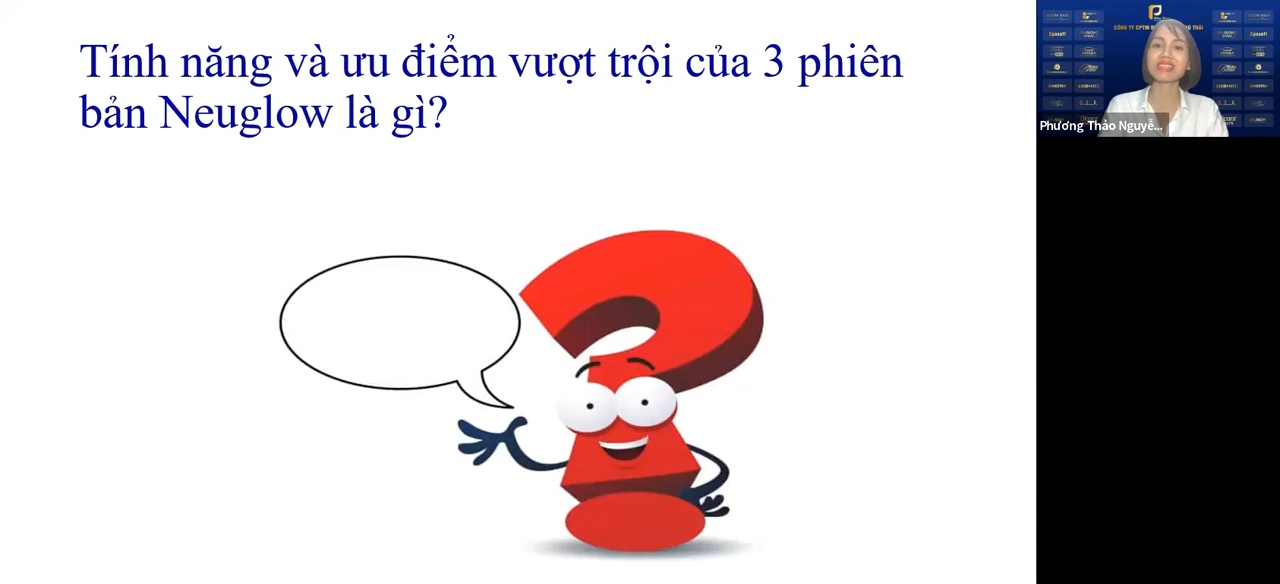 Tính năng và ưu điểm vượt trội của 3 phiên
bản Neuglow là gì?
Phương Thảo Nguyễ...